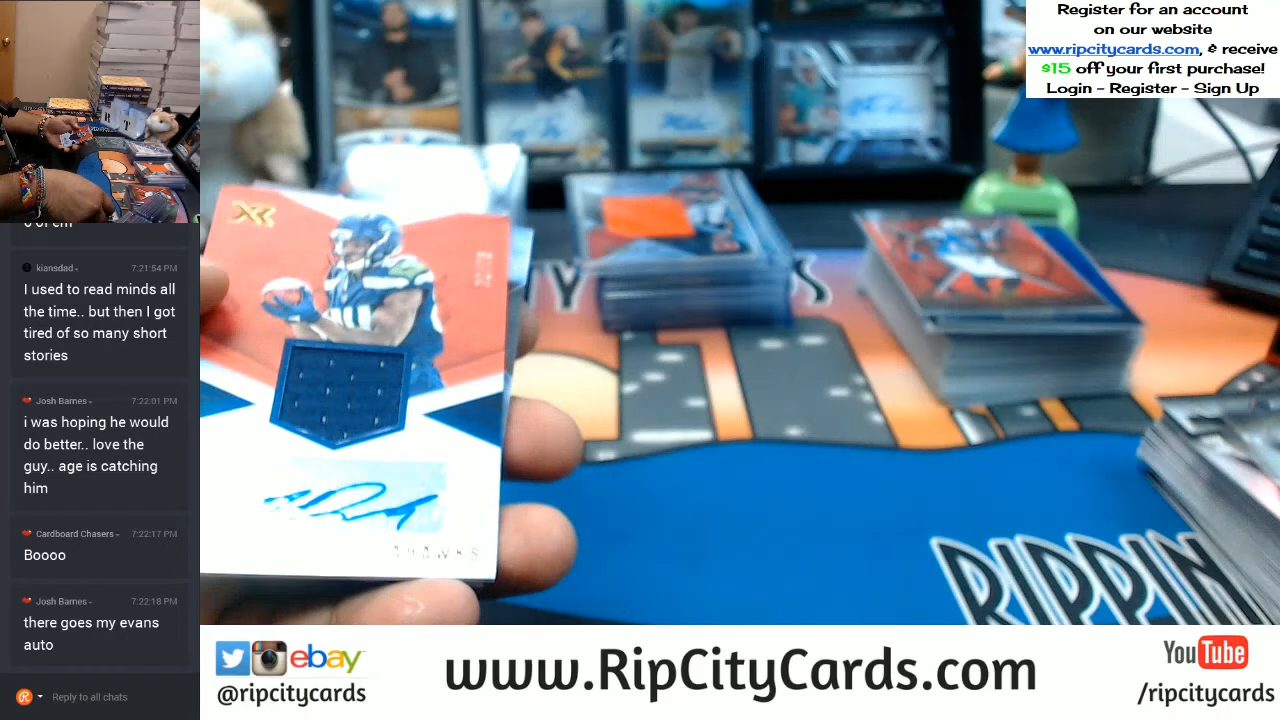 Register for an account
on our website
www.ripcitycards.com, & receive
$15 off your first purchase!
Login - Register - Sign Up
kiansdad
7:21:54 PM
I used to read minds all
the time.. but then I got
tired of so many short
stories
Josh Barnes
7:22:01 PM
i was hoping he would
do better.. love the
guy.. age is catching
him
Cardboard Chasers
7:22:17 PM
Boooo
Josh Barnes
7:22:18 PM
there goes my evans
auto
Reply to all chats
XR
RIPPIN
ebay
@ripcitycards
www.RipCityCards.com
YouTube
/ripcitycards